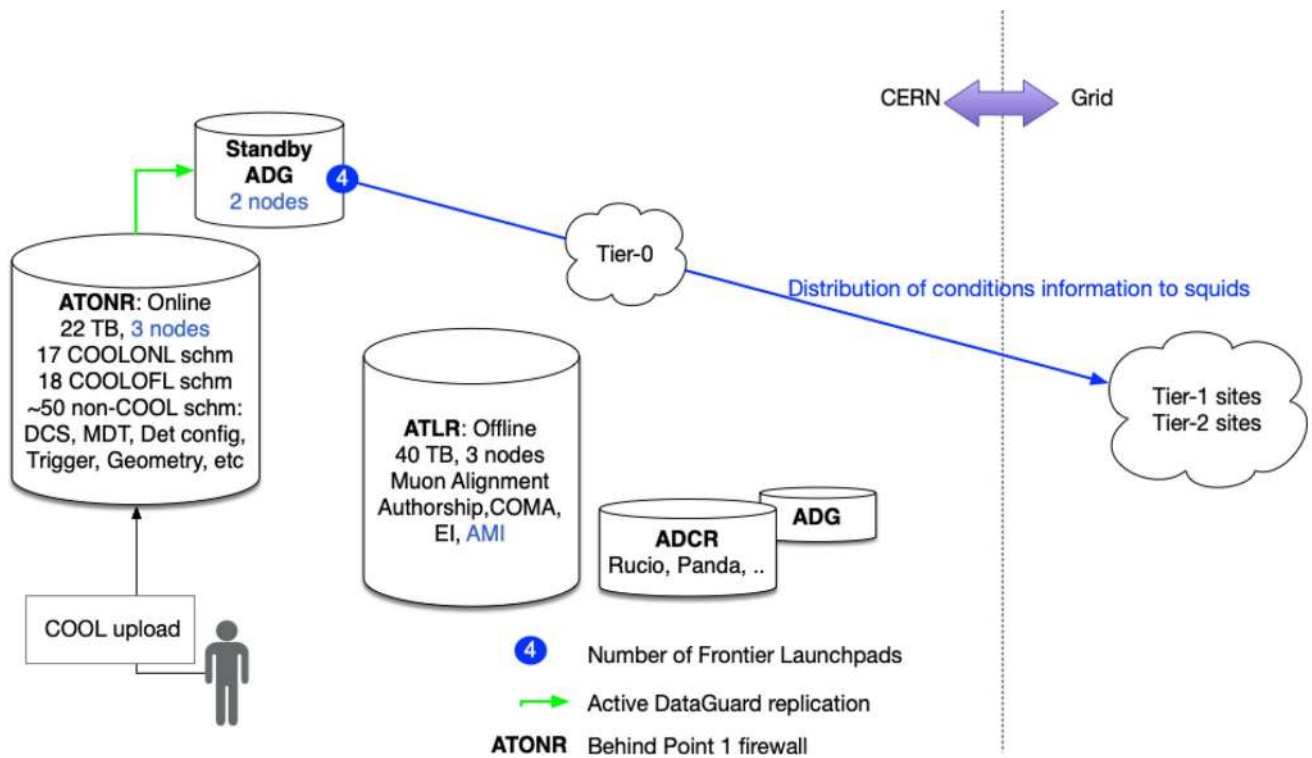 CERN
Grid
Standby
ADG
2 nodes
4
Tier-0
Distribution of conditions information to squids
ATONR: Online
22 TB, 3 nodes
17 COOLONL schm
18 COOLOFL schm
~50 non-COOL schm:
DCS, MDT, Det config,
Trigger, Geometry, etc
Tier-1 sites
Tier-2 sites
ATLR: Offline
40 TB, 3 nodes
Muon Alignment
Authorship,COMA,
EI, AMI
ADG
ADCR
Rucio, Panda, ..
COOL upload
4 Number of Frontier Launchpads
Active DataGuard replication
ATONR Behind Point 1 firewall